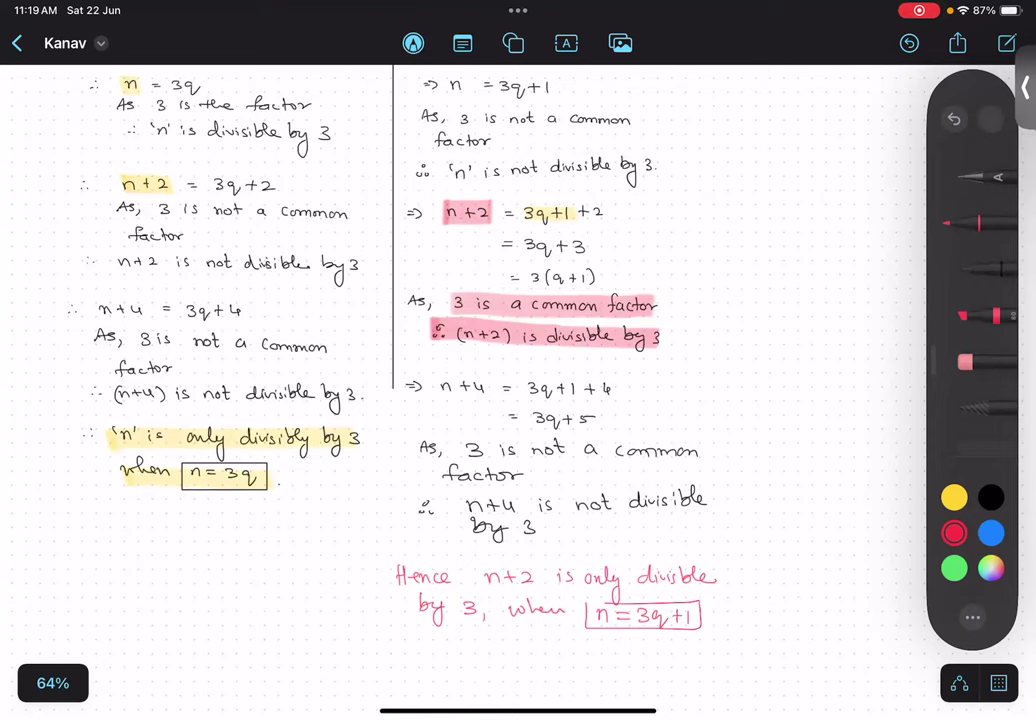 11:19 AM Sat 22 Jun
87%
Kanav
∴ n = 3q
As 3 is the factor
∴ 'n' is divisible by 3
∴ n+2 = 3q+2
As, 3 is not a common
factor
∴ n+2 is not divisible by 3
∴ n+4 = 3q+4
As, 3 is not a common
factor
∴ (n+4) is not divisible by 3.
∴ 'n' is only divisibly by 3
when n = 3q.
⇒ n = 3q+1
As, 3 is not a common
factor
∴ 'n' is not divisible by 3.
⇒ n+2 = 3q+1 +2
= 3q+3
= 3(q+1)
As, 3 is a common factor
∴ (n+2) is divisible by 3
⇒ n+4 = 3q+1+4
= 3q+5
As, 3 is not a common
factor
∴ n+4 is not divisible
by 3
Hence n+2 is only divisble
by 3, when n=3q+1
A
80
64%